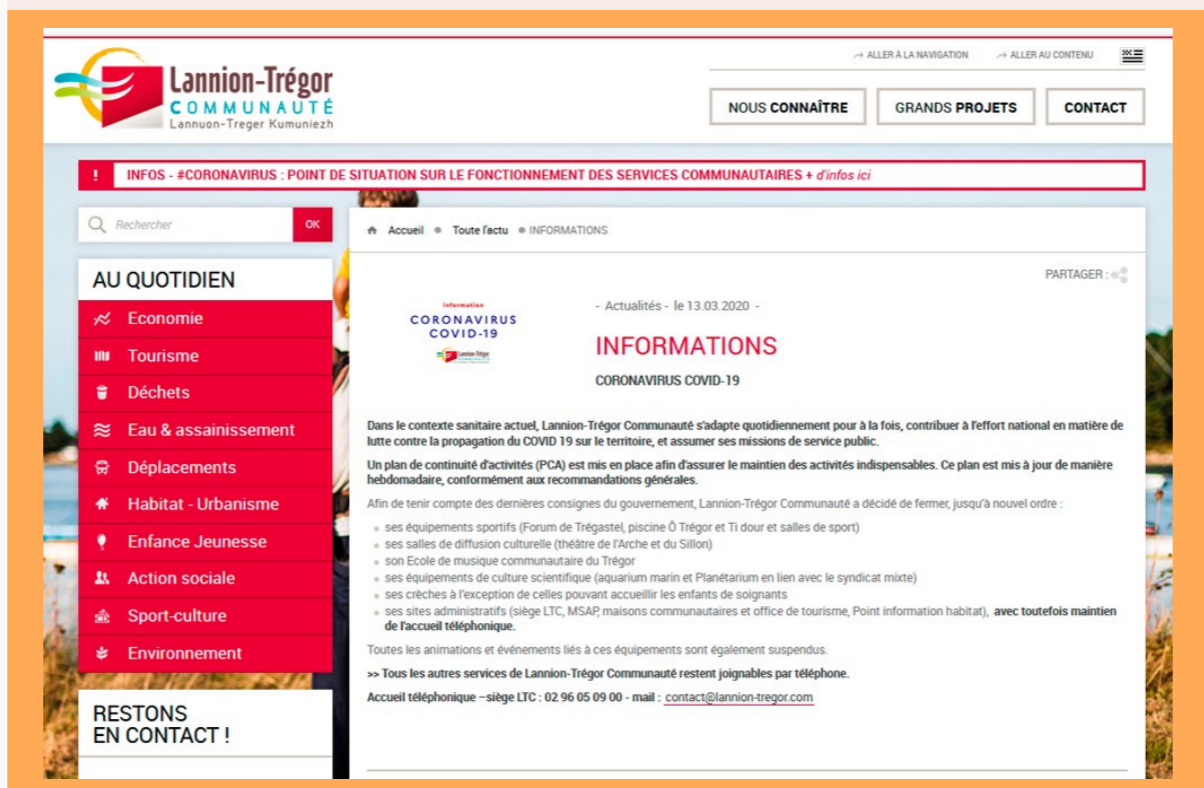 ALLER À LA NAVIGATION
ALLER AU CONTENU
Lannion-Trégor
COMMUNAUTÉ
Lannuon-Treger Kumuniezh
NOUS CONNAÎTRE
GRANDS PROJETS
CONTACT
! INFOS - #CORONAVIRUS : POINT DE SITUATION SUR LE FONCTIONNEMENT DES SERVICES COMMUNAUTAIRES + d'infos ici
Rechercher
OK
Accueil
Toute l'actu
INFORMATIONS
AU QUOTIDIEN
Economie
Tourisme
Déchets
Eau & assainissement
Déplacements
Habitat - Urbanisme
Enfance Jeunesse
Action sociale
Sport-culture
Environnement
RESTONS
EN CONTACT !
PARTAGER :
Information
CORONAVIRUS
COVID-19
Lannion-Trégor
- Actualités - le 13.03.2020 -
INFORMATIONS
CORONAVIRUS COVID-19
Dans le contexte sanitaire actuel, Lannion-Trégor Communauté s'adapte quotidiennement pour à la fois, contribuer à l'effort national en matière de
lutte contre la propagation du COVID 19 sur le territoire, et assumer ses missions de service public.
Un plan de continuité d'activités (PCA) est mis en place afin d'assurer le maintien des activités indispensables. Ce plan est mis à jour de manière
hebdomadaire, conformément aux recommandations générales.
Afin de tenir compte des dernières consignes du gouvernement, Lannion-Trégor Communauté a décidé de fermer, jusqu'à nouvel ordre :
ses équipements sportifs (Forum de Trégastel, piscine Ô Trégor et Ti dour et salles de sport)
ses salles de diffusion culturelle (théâtre de l'Arche et du Sillon)
son Ecole de musique communautaire du Trégor
ses équipements de culture scientifique (aquarium marin et Planétarium en lien avec le syndicat mixte)
ses crèches à l'exception de celles pouvant accueillir les enfants de soignants
ses sites administratifs (siège LTC, MSAP, maisons communautaires et office de tourisme, Point information habitat), avec toutefois maintien
de l'accueil téléphonique.
Toutes les animations et événements liés à ces équipements sont également suspendus.
>> Tous les autres services de Lannion-Trégor Communauté restent joignables par téléphone.
Accueil téléphonique –siège LTC : 02 96 05 09 00 - mail : contact@lannion-tregor.com